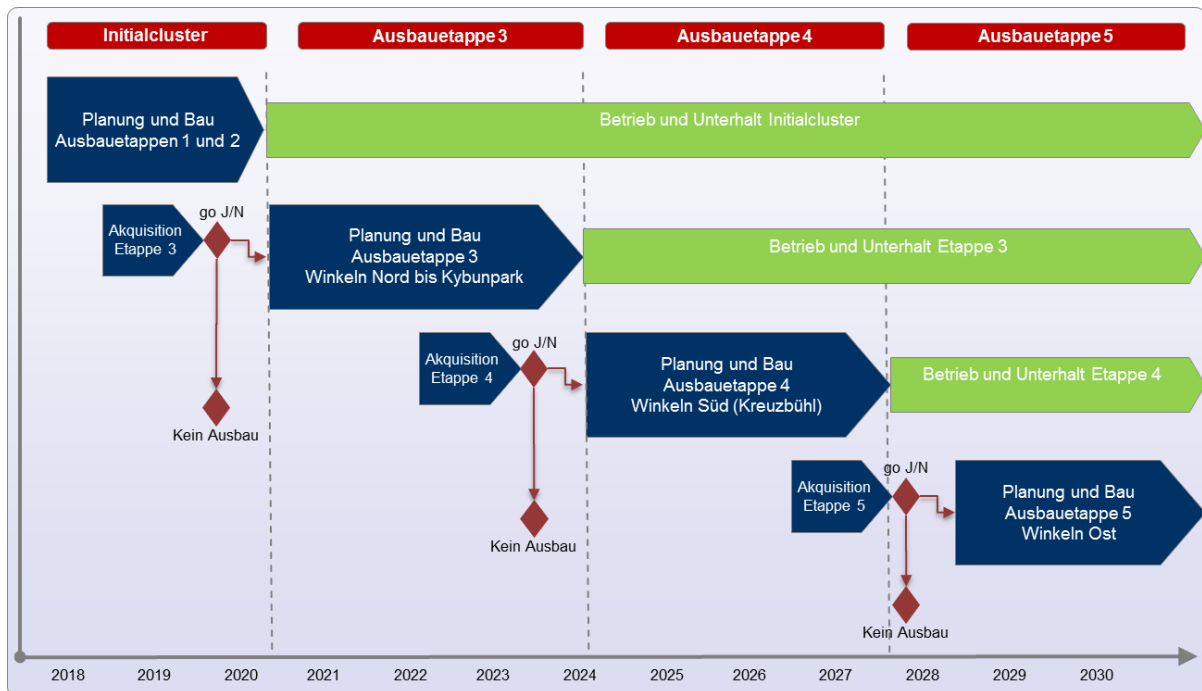 Initialcluster
Ausbauetappe 3
Ausbauetappe 4
Ausbauetappe 5
Planung und Bau
Ausbauetappen 1 und 2
Betrieb und Unterhalt Initialcluster
Akquisition
Etappe 3
go J/N
Planung und Bau
Ausbauetappe 3
Winkeln Nord bis Kybunpark
Betrieb und Unterhalt Etappe 3
Kein Ausbau
Akquisition
Etappe 4
go J/N
Planung und Bau
Ausbauetappe 4
Winkeln Süd (Kreuzbühl)
Betrieb und Unterhalt Etappe 4
Kein Ausbau
Akquisition
Etappe 5
go J/N
Planung und Bau
Ausbauetappe 5
Winkeln Ost
Kein Ausbau
2018 2019 2020 2021 2022 2023 2024 2025 2026 2027 2028 2029 2030